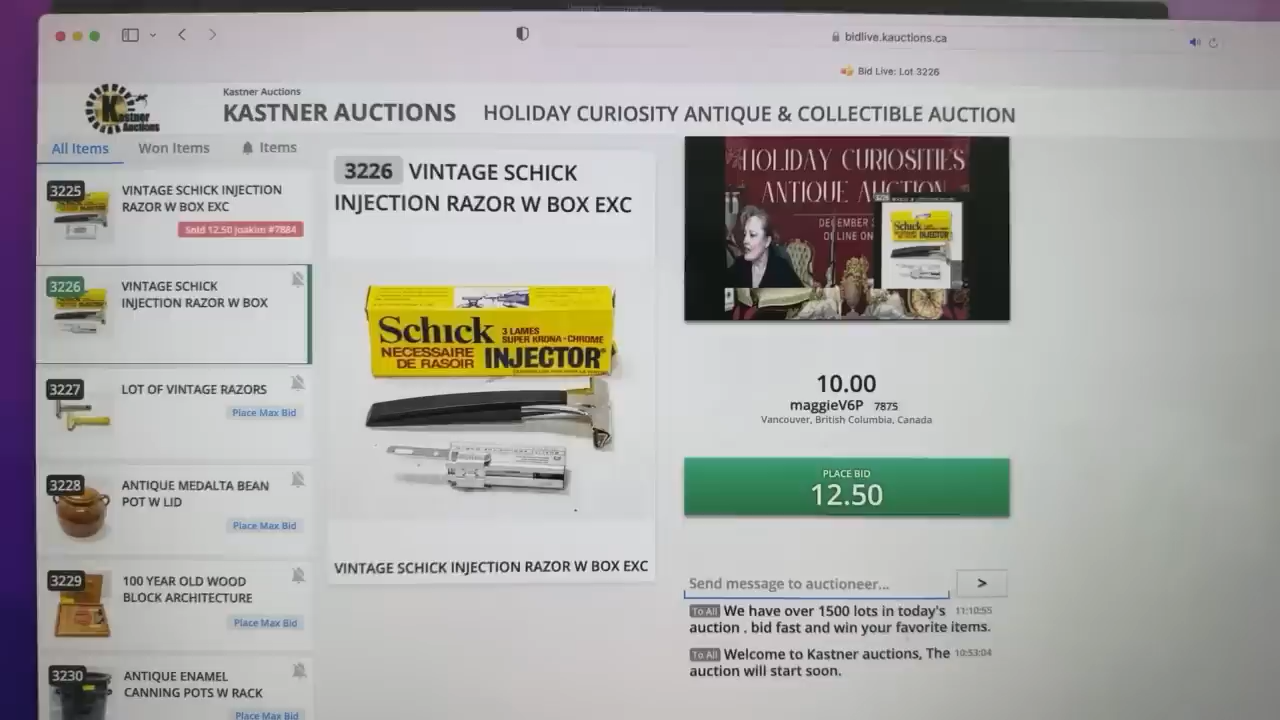 bidlive.kauctions.ca
Bid Live: Lot 3226
Kastner Auctions
KASTNER AUCTIONS
HOLIDAY CURIOSITY ANTIQUE & COLLECTIBLE AUCTION
Kastner
Auctions
All Items
Won Items
Items
3225
VINTAGE SCHICK INJECTION
RAZOR W BOX EXC
Sold 12.50 Joakim #7884
3226
VINTAGE SCHICK
INJECTION RAZOR W BOX
3227
LOT OF VINTAGE RAZORS
Place Max Bid
3228
ANTIQUE MEDALTA BEAN
POT W LID
Place Max Bid
3229
100 YEAR OLD WOOD
BLOCK ARCHITECTURE
Place Max Bid
3230
ANTIQUE ENAMEL
CANNING POTS W RACK
Place Max Bid
3226 VINTAGE SCHICK
INJECTION RAZOR W BOX EXC
Schick 3 LAMES
SUPER KRONA-CHROME
NECESSAIRE
DE RASOIR
INJECTOR
VINTAGE SCHICK INJECTION RAZOR W BOX EXC
HOLIDAY CURIOSITIES
ANTIQUE AUCTION
DECEMBER
ONLINE ON
Schick
INJECTOR
10.00
maggieV6P 7875
Vancouver, British Columbia, Canada
PLACE BID
12.50
Send message to auctioneer...
>
To All We have over 1500 lots in today's 11:10:55
auction . bid fast and win your favorite items.
To All Welcome to Kastner auctions, The 10:53:04
auction will start soon.